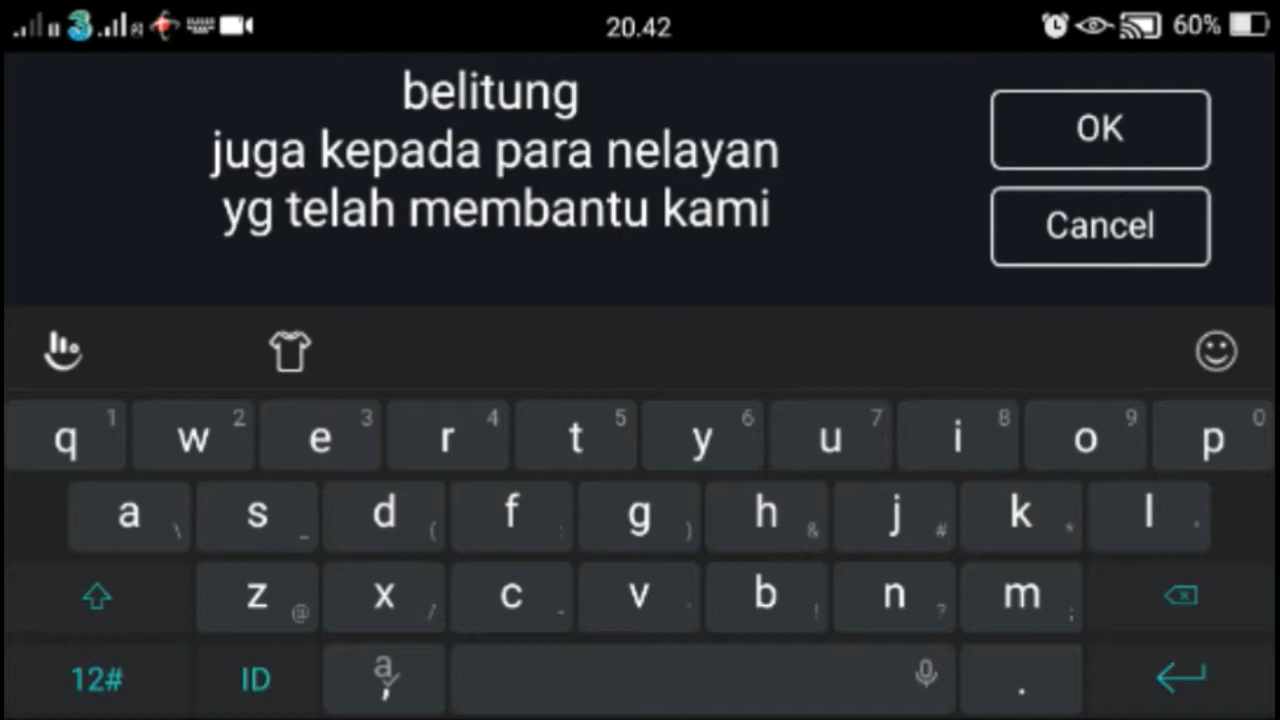 3 20.42 60%
belitung
juga kepada para nelayan
yg telah membantu kami
OK
Cancel
q 1 w 2 e 3 r 4 t 5 y 6 u 7 i 8 o 9 p 0
a \ s _ d ( f : g ) h & j # k * l
z @ x / c - v b ! n ? m ;
12# ID a , .